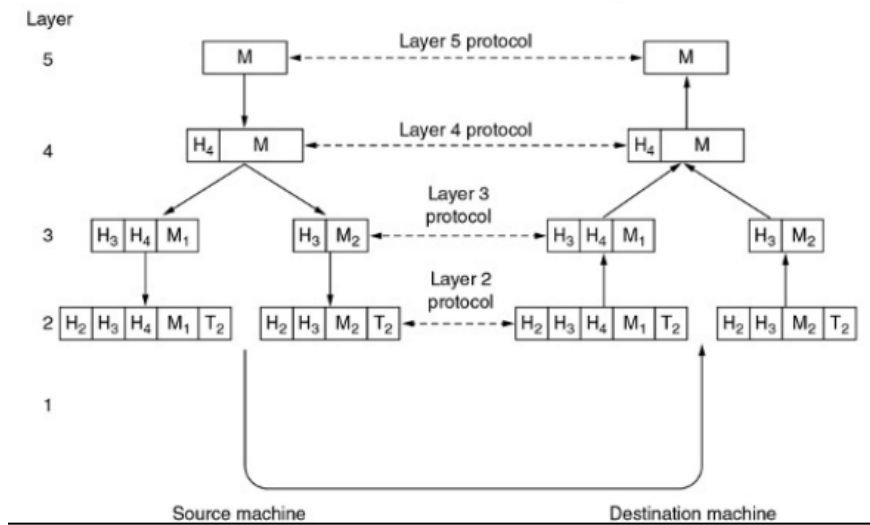 Layer
5 M Layer 5 protocol M
4 H₄ M Layer 4 protocol H₄ M
Layer 3
protocol
3 H₃ H₄ M₁ H₃ M₂ H₃ H₄ M₁ H₃ M₂
Layer 2
protocol
2 H₂ H₃ H₄ M₁ T₂ H₂ H₃ M₂ T₂ H₂ H₃ H₄ M₁ T₂ H₂ H₃ M₂ T₂
1
Source machine Destination machine